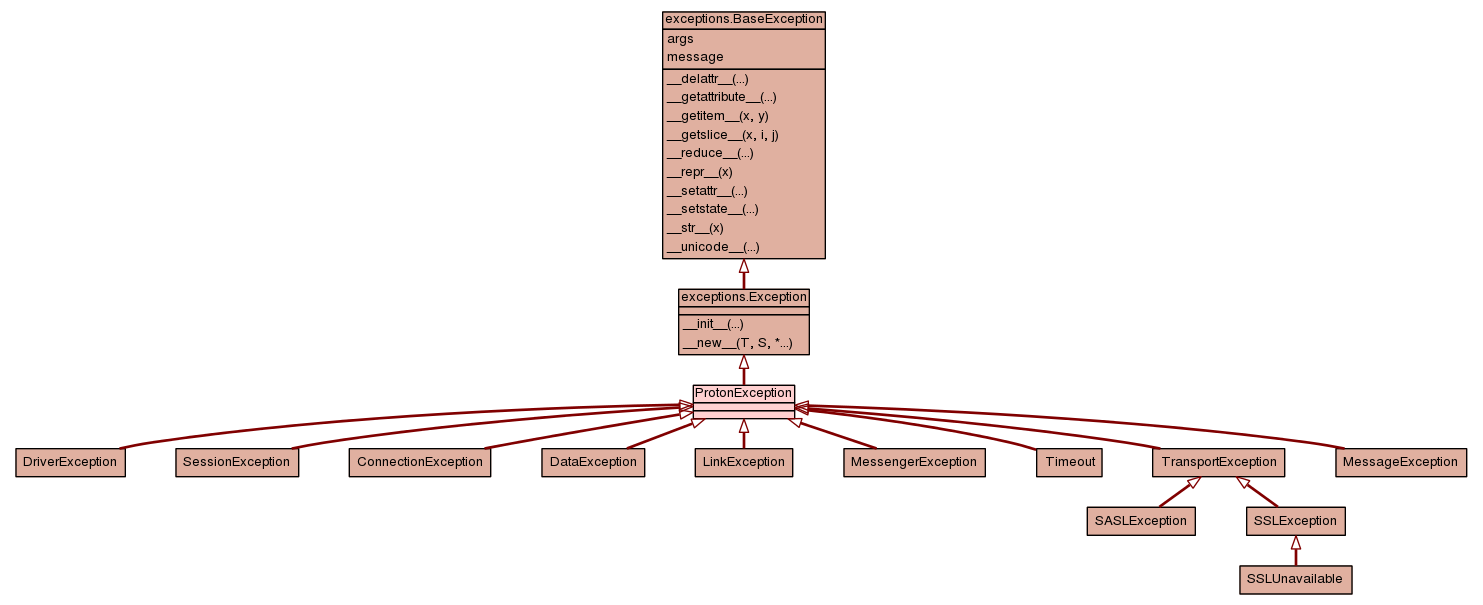 exceptions.BaseException
args
message
__delattr__(...)
__getattribute__(...)
__getitem__(x, y)
__getslice__(x, i, j)
__reduce__(...)
__repr__(x)
__setattr__(...)
__setstate__(...)
__str__(x)
__unicode__(...)
exceptions.Exception
__init__(...)
__new__(T, S, *...)
ProtonException
DriverException
SessionException
ConnectionException
DataException
LinkException
MessengerException
Timeout
TransportException
MessageException
SASLException
SSLException
SSLUnavailable